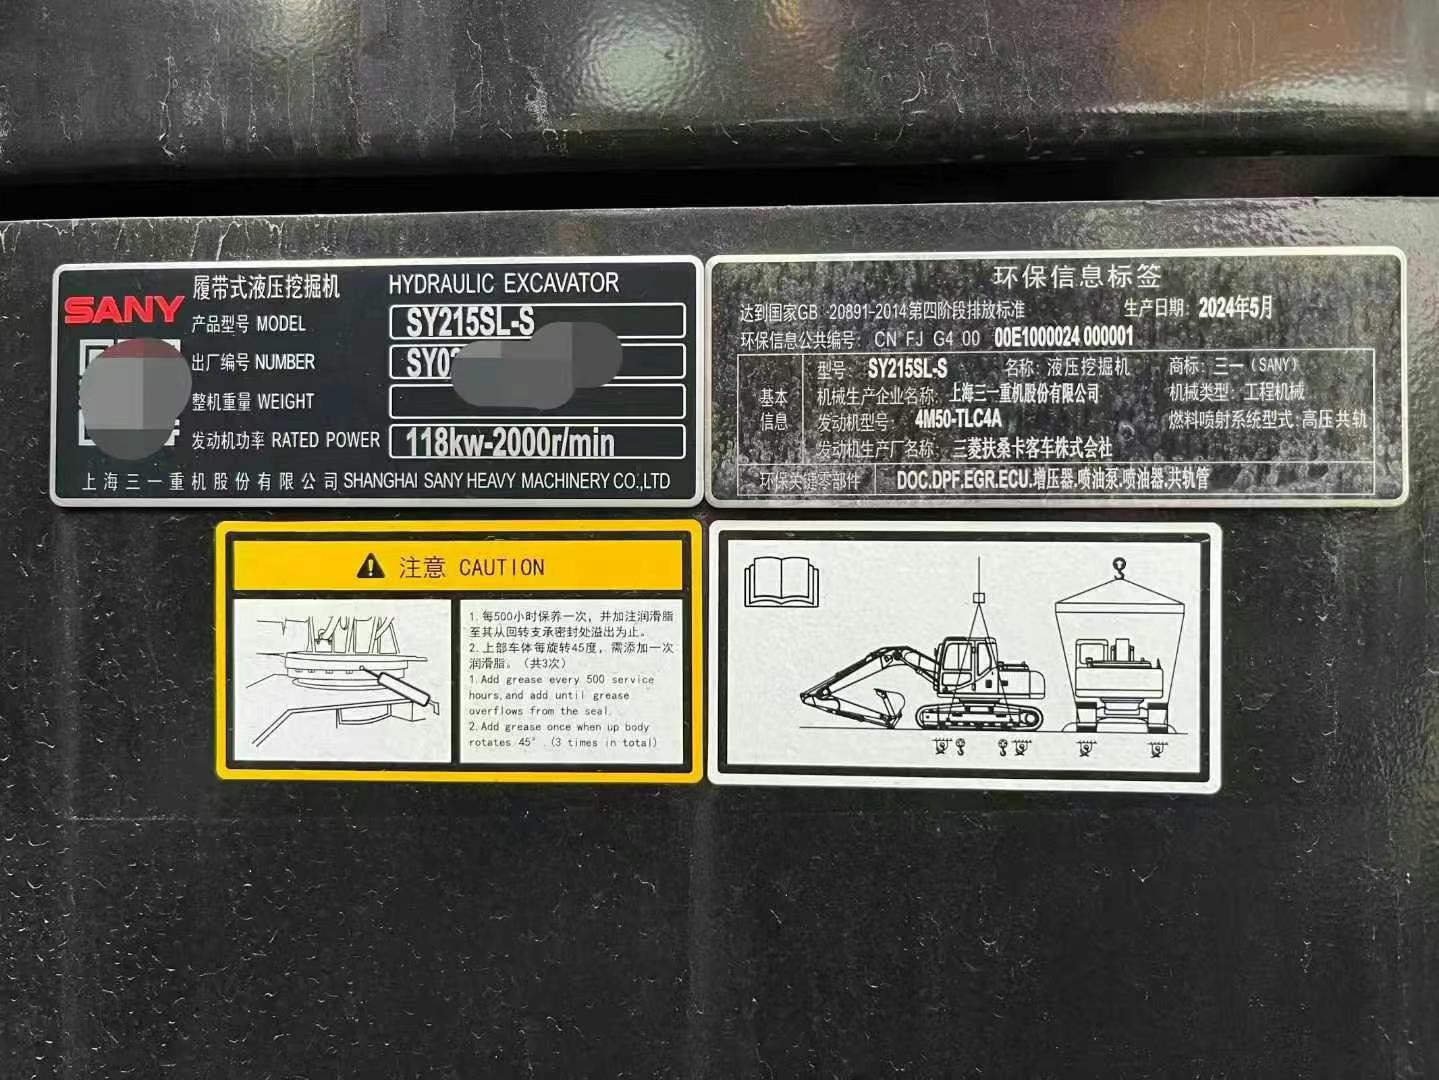 SANY
履带式液压挖掘机 HYDRAULIC EXCAVATOR
产品型号 MODEL SY215SL-S
出厂编号 NUMBER SY02
整机重量 WEIGHT
发动机功率 RATED POWER 118kw-2000r/min
上海三一重机股份有限公司 SHANGHAI SANY HEAVY MACHINERY CO.,LTD
环保信息标签
达到国家GB -20891-2014第四阶段排放标准 生产日期: 2024年5月
环保信息公共编号: CN FJ G4 00 00E1000024 000001
基本信息
型号 SY215SL-S 名称: 液压挖掘机 商标: 三一(SANY)
机械生产企业名称: 上海三一重机股份有限公司 机械类型: 工程机械
发动机型号: 4M50-TLC4A 燃料喷射系统型式: 高压共轨
发动机生产厂名称: 三菱扶桑卡客车株式会社
环保关键零部件 DOC.DPF.EGR.ECU.增压器.喷油泵.喷油器.共轨管
注意 CAUTION
1.每500小时保养一次，并加注润滑脂
至其从回转支承密封处溢出为止。
2.上部车体每旋转45度，需添加一次
润滑脂。（共3次）
1.Add grease every 500 service
hours,and add until grease
overflows from the seal.
2.Add grease once when up body
rotates 45° .(3 times in total)